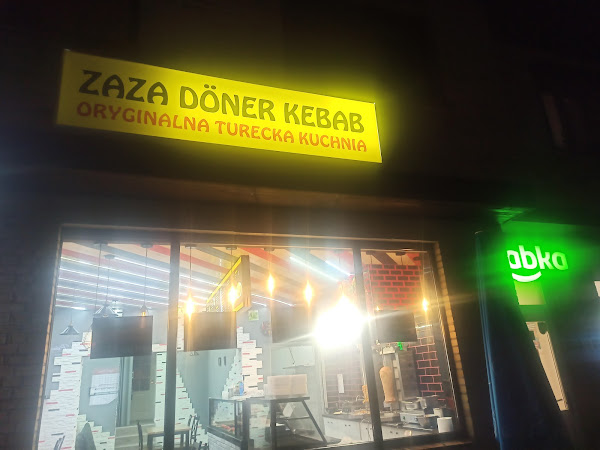 ZAZA DÖNER KEBAB
ORYGINALNA TURECKA KUCHNIA
abka